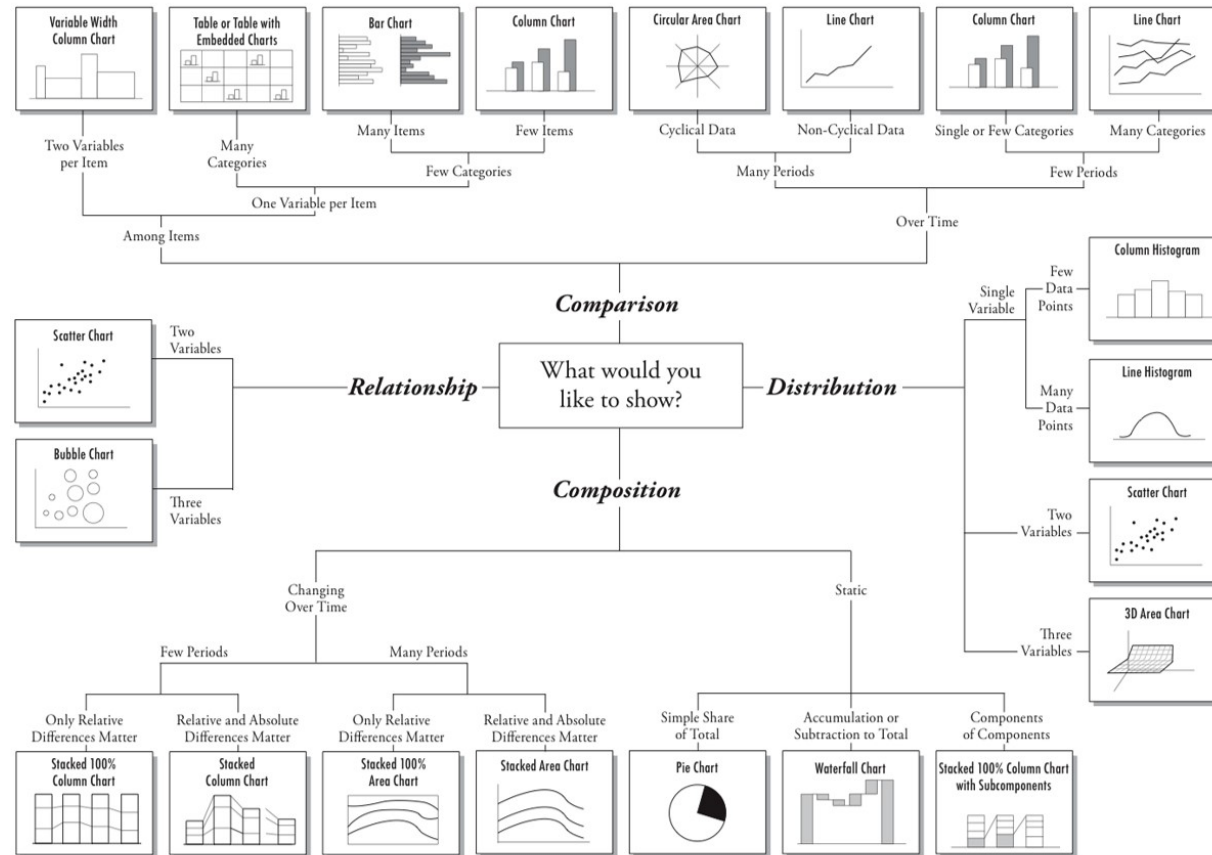 Variable Width
Column Chart
Table or Table with
Embedded Charts
Bar Chart
Column Chart
Circular Area Chart
Line Chart
Column Chart
Line Chart
Two Variables
per Item
Many
Categories
Many Items
Few Items
Cyclical Data
Non-Cyclical Data
Single or Few Categories
Many Categories
Few Categories
Many Periods
Few Periods
One Variable per Item
Among Items
Over Time
Comparison
What would you
like to show?
Relationship
Two
Variables
Scatter Chart
Three
Variables
Bubble Chart
Distribution
Single
Variable
Few
Data
Points
Column Histogram
Many
Data
Points
Line Histogram
Two
Variables
Scatter Chart
Three
Variables
3D Area Chart
Composition
Changing
Over Time
Static
Few Periods
Many Periods
Only Relative
Differences Matter
Relative and Absolute
Differences Matter
Only Relative
Differences Matter
Relative and Absolute
Differences Matter
Simple Share
of Total
Accumulation or
Subtraction to Total
Components
of Components
Stacked 100%
Column Chart
Stacked
Column Chart
Stacked 100%
Area Chart
Stacked Area Chart
Pie Chart
Waterfall Chart
Stacked 100% Column Chart
with Subcomponents